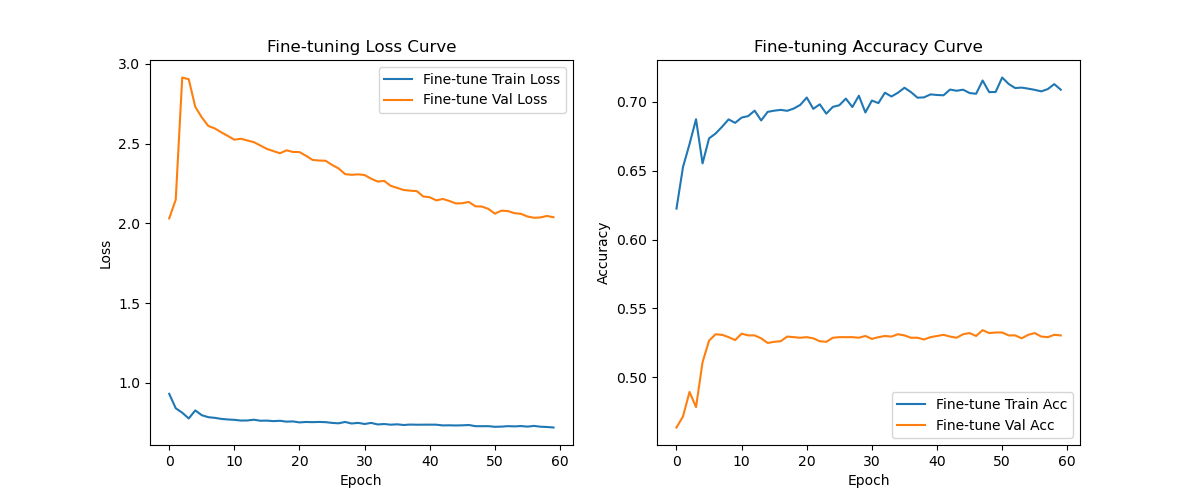 Fine-tuning Loss Curve
3.0
2.5
2.0
1.5
1.0
Loss
0 10 20 30 40 50 60
Epoch
Fine-tune Train Loss
Fine-tune Val Loss
Fine-tuning Accuracy Curve
0.70
0.65
0.60
0.55
0.50
Accuracy
0 10 20 30 40 50 60
Epoch
Fine-tune Train Acc
Fine-tune Val Acc